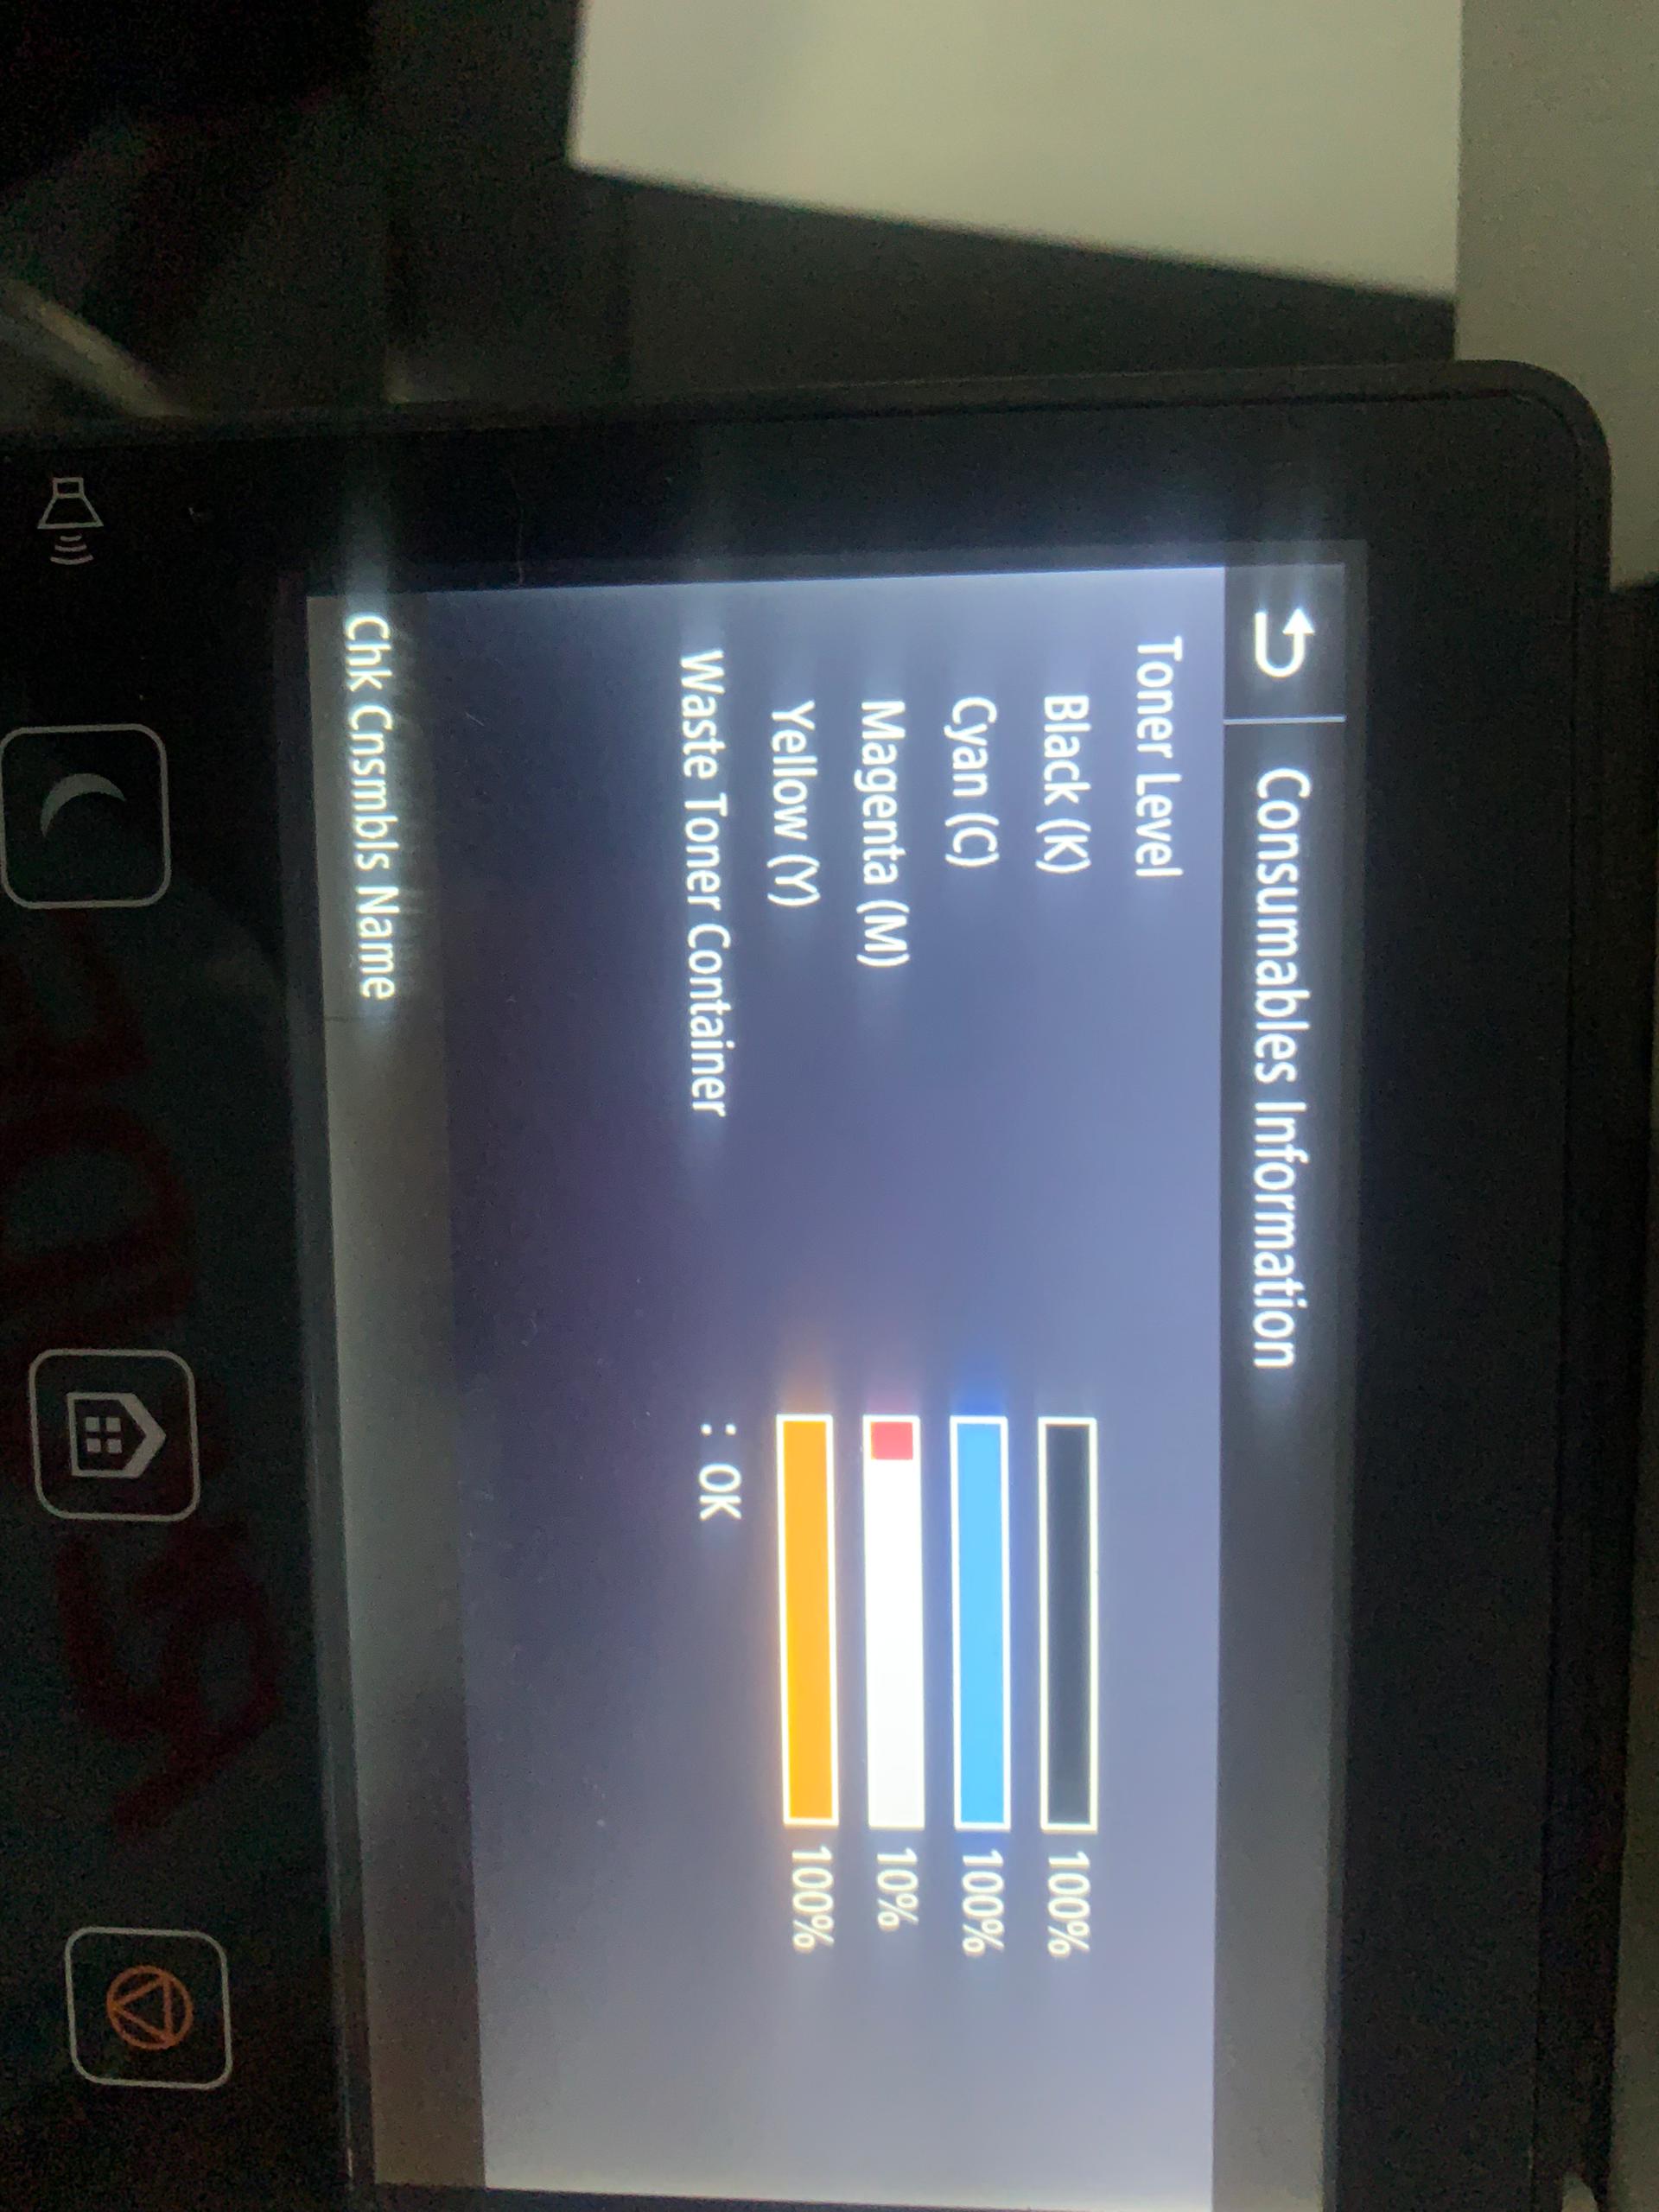 Consumables Information
Toner Level
Black (K) 100%
Cyan (C) 100%
Magenta (M) 10%
Yellow (Y) 100%
Waste Toner Container : OK
Chk Cnsmbls Name